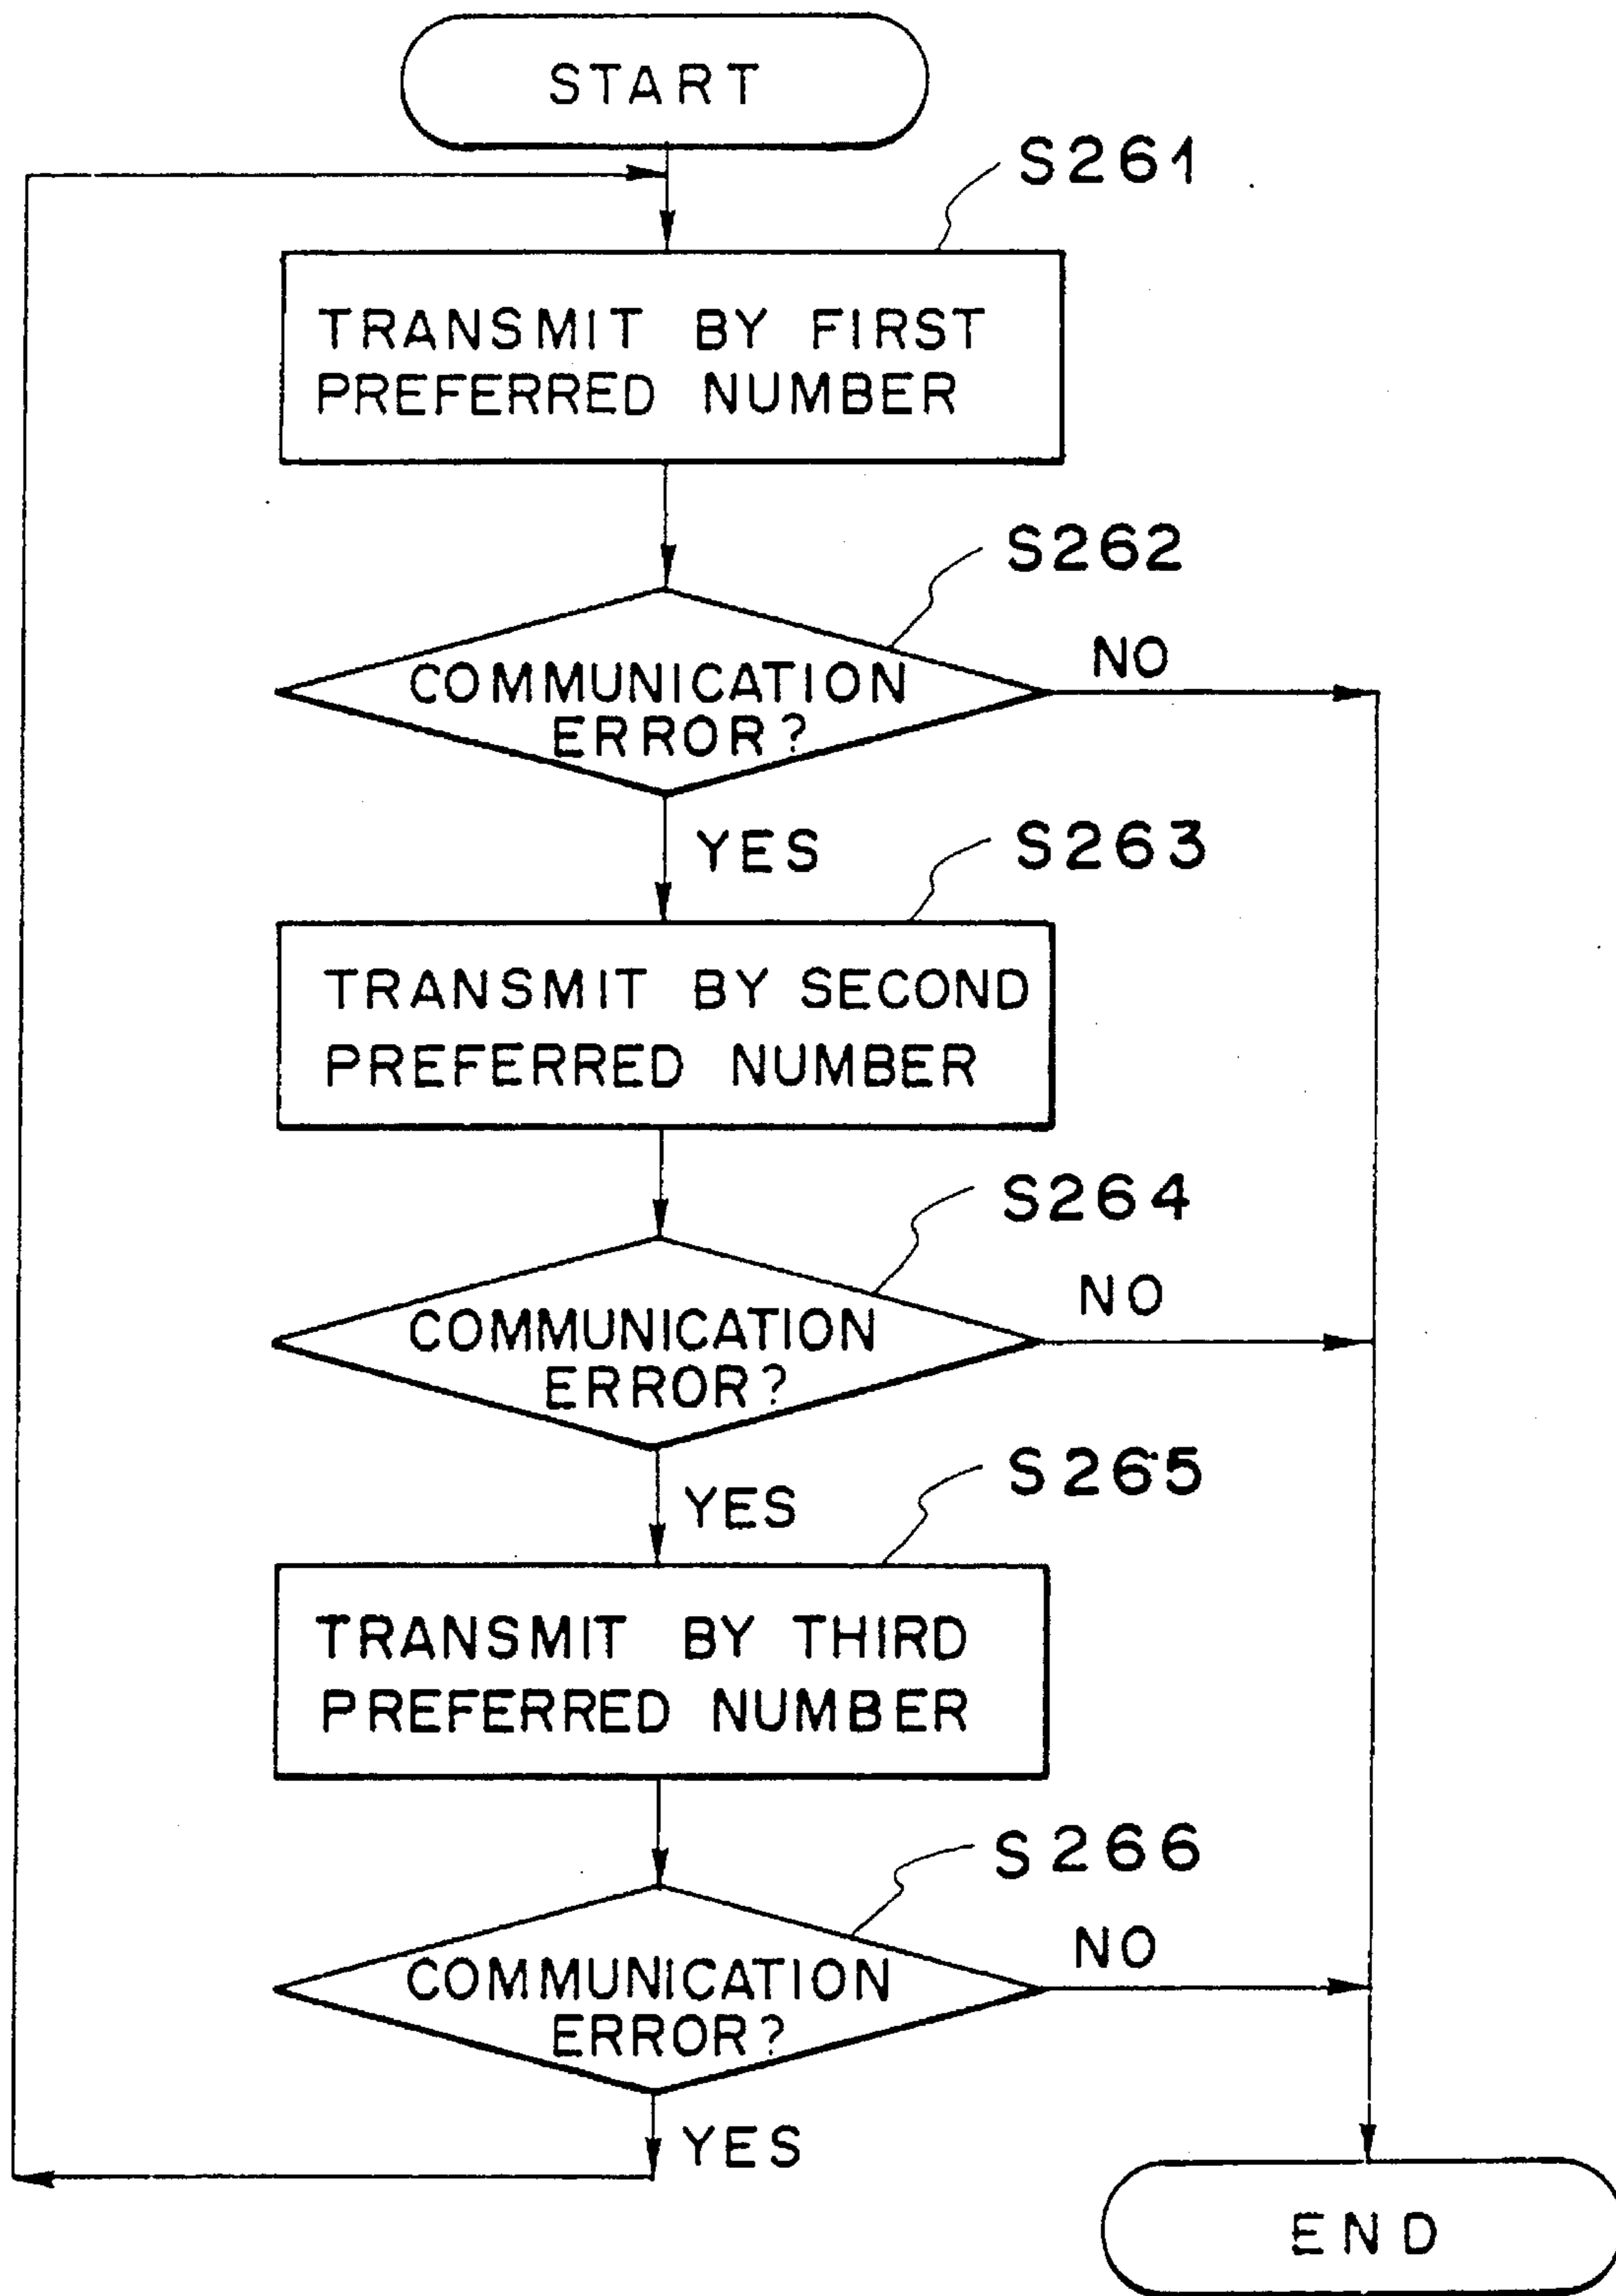 START
S261
TRANSMIT BY FIRST
PREFERRED NUMBER
S262
COMMUNICATION
ERROR?
NO
YES
S263
TRANSMIT BY SECOND
PREFERRED NUMBER
S264
COMMUNICATION
ERROR?
NO
YES
S265
TRANSMIT BY THIRD
PREFERRED NUMBER
S266
COMMUNICATION
ERROR?
NO
YES
END